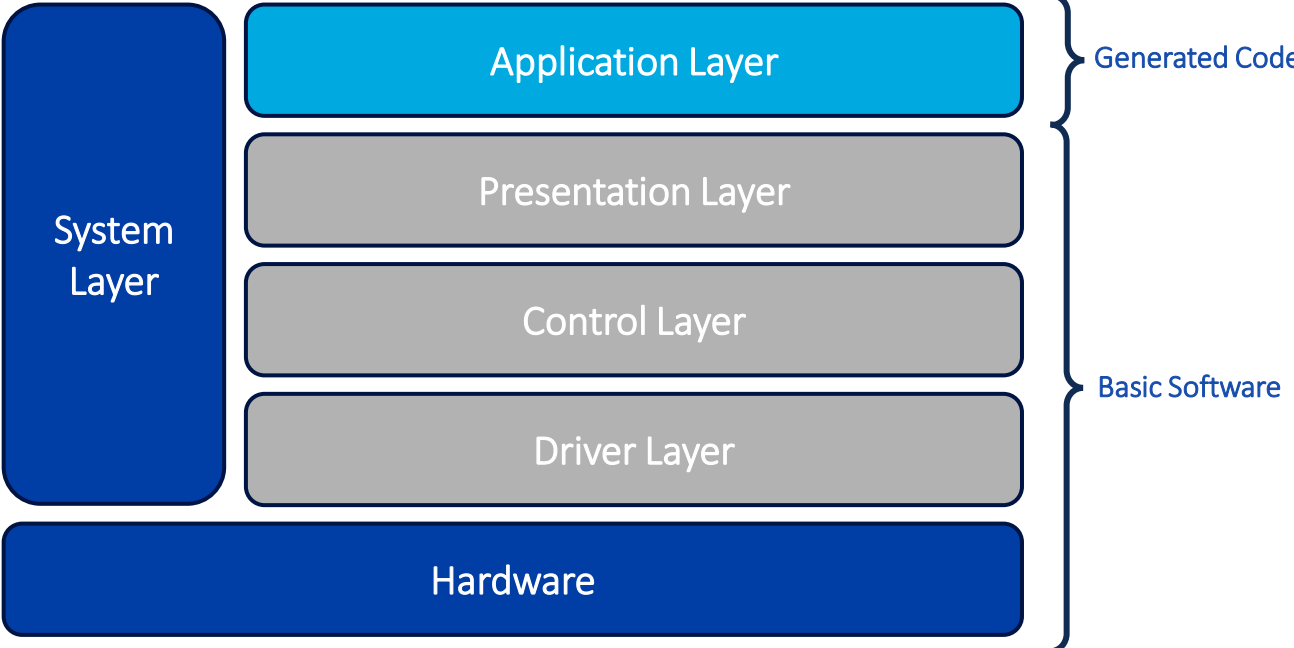 Application Layer
Generated Code
Presentation Layer
System
Layer
Control Layer
Basic Software
Driver Layer
Hardware